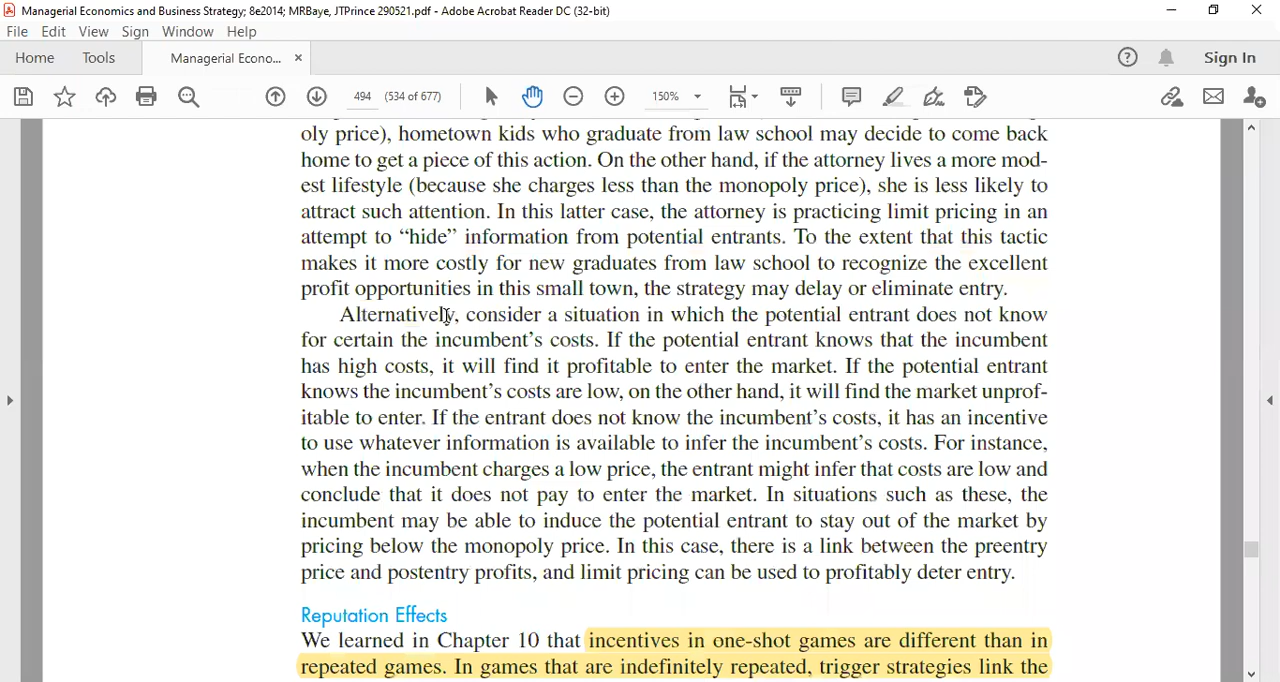 Managerial Economics and Business Strategy; 8e2014; MRBaye, JTPrince 290521.pdf - Adobe Acrobat Reader DC (32-bit)
File Edit View Sign Window Help
Home Tools Managerial Econo... × Sign In
494 (534 of 677) 150%
oly price), hometown kids who graduate from law school may decide to come back
home to get a piece of this action. On the other hand, if the attorney lives a more mod-
est lifestyle (because she charges less than the monopoly price), she is less likely to
attract such attention. In this latter case, the attorney is practicing limit pricing in an
attempt to “hide” information from potential entrants. To the extent that this tactic
makes it more costly for new graduates from law school to recognize the excellent
profit opportunities in this small town, the strategy may delay or eliminate entry.
Alternatively, consider a situation in which the potential entrant does not know
for certain the incumbent’s costs. If the potential entrant knows that the incumbent
has high costs, it will find it profitable to enter the market. If the potential entrant
knows the incumbent’s costs are low, on the other hand, it will find the market unprof-
itable to enter. If the entrant does not know the incumbent’s costs, it has an incentive
to use whatever information is available to infer the incumbent’s costs. For instance,
when the incumbent charges a low price, the entrant might infer that costs are low and
conclude that it does not pay to enter the market. In situations such as these, the
incumbent may be able to induce the potential entrant to stay out of the market by
pricing below the monopoly price. In this case, there is a link between the preentry
price and postentry profits, and limit pricing can be used to profitably deter entry.
Reputation Effects
We learned in Chapter 10 that incentives in one-shot games are different than in
repeated games. In games that are indefinitely repeated, trigger strategies link the